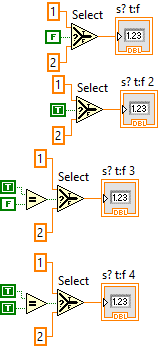 1
Select
s? t:f
F
1.23
DBL
2
1
Select
s? t:f 2
T
1.23
DBL
2
1
Select
s? t:f 3
T
F
=
1.23
DBL
2
1
Select
s? t:f 4
T
T
=
1.23
DBL
2